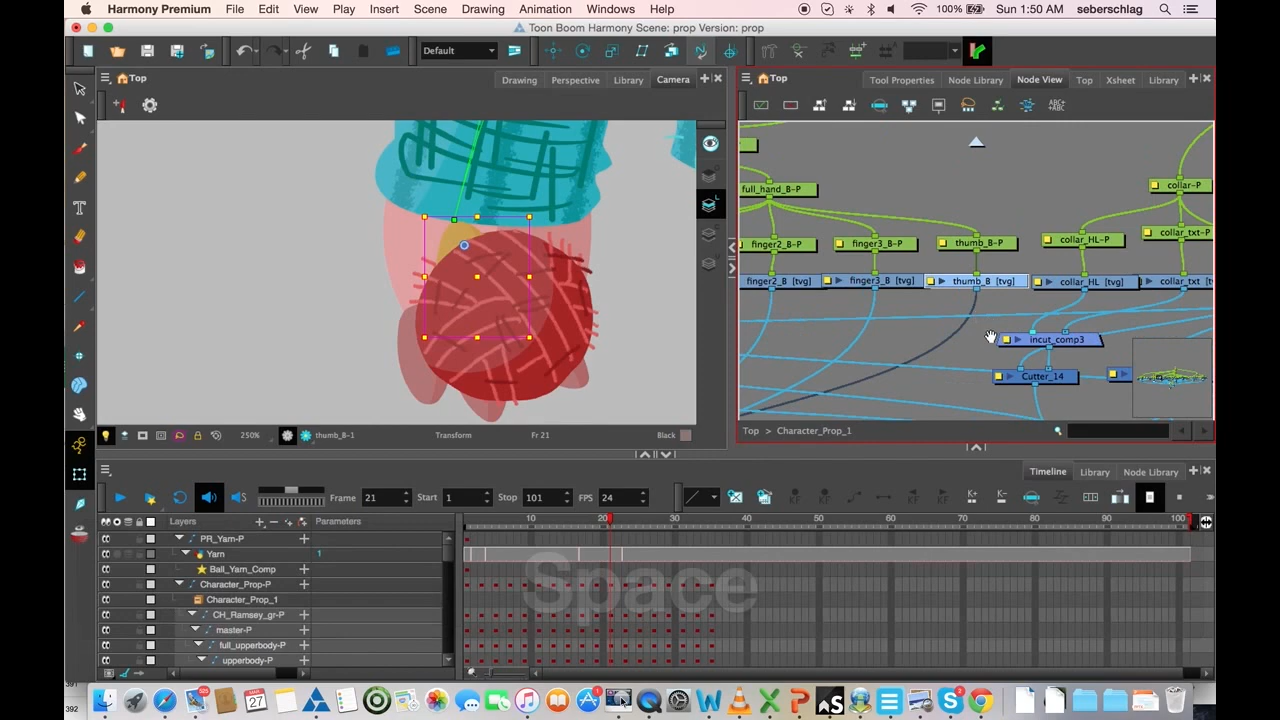 Harmony Premium File Edit View Play Insert Scene Drawing Animation Windows Help 100% Sun 1:50 AM seberschlag
Toon Boom Harmony Scene: prop Version: prop
Default
Top Drawing Perspective Library Camera
Top Tool Properties Node Library Node View Top Xsheet Library
ABC+
ABC+
full_hand_B-P collar-P
collar_txt-P
finger2_B-P finger3_B-P thumb_B-P collar_HL-P
finger2_B [tvg] finger3_B [tvg] thumb_B [tvg] collar_HL [tvg] collar_txt
incut_comp3
Cutter_14
250% thumb_B-1 Transform Fr 21 Black
Top > Character_Prop_1
Timeline Library Node Library
Frame 21 Start 1 Stop 101 FPS 24
Layers Parameters 10 20 30 40 50 60 70 80 90 100
PR_Yarn-P
Yarn 1
Ball_Yarn_Comp
Character_Prop-P
Character_Prop_1
CH_Ramsey_gr-P
master-P
full_upperbody-P
upperbody-P
Space
391
392